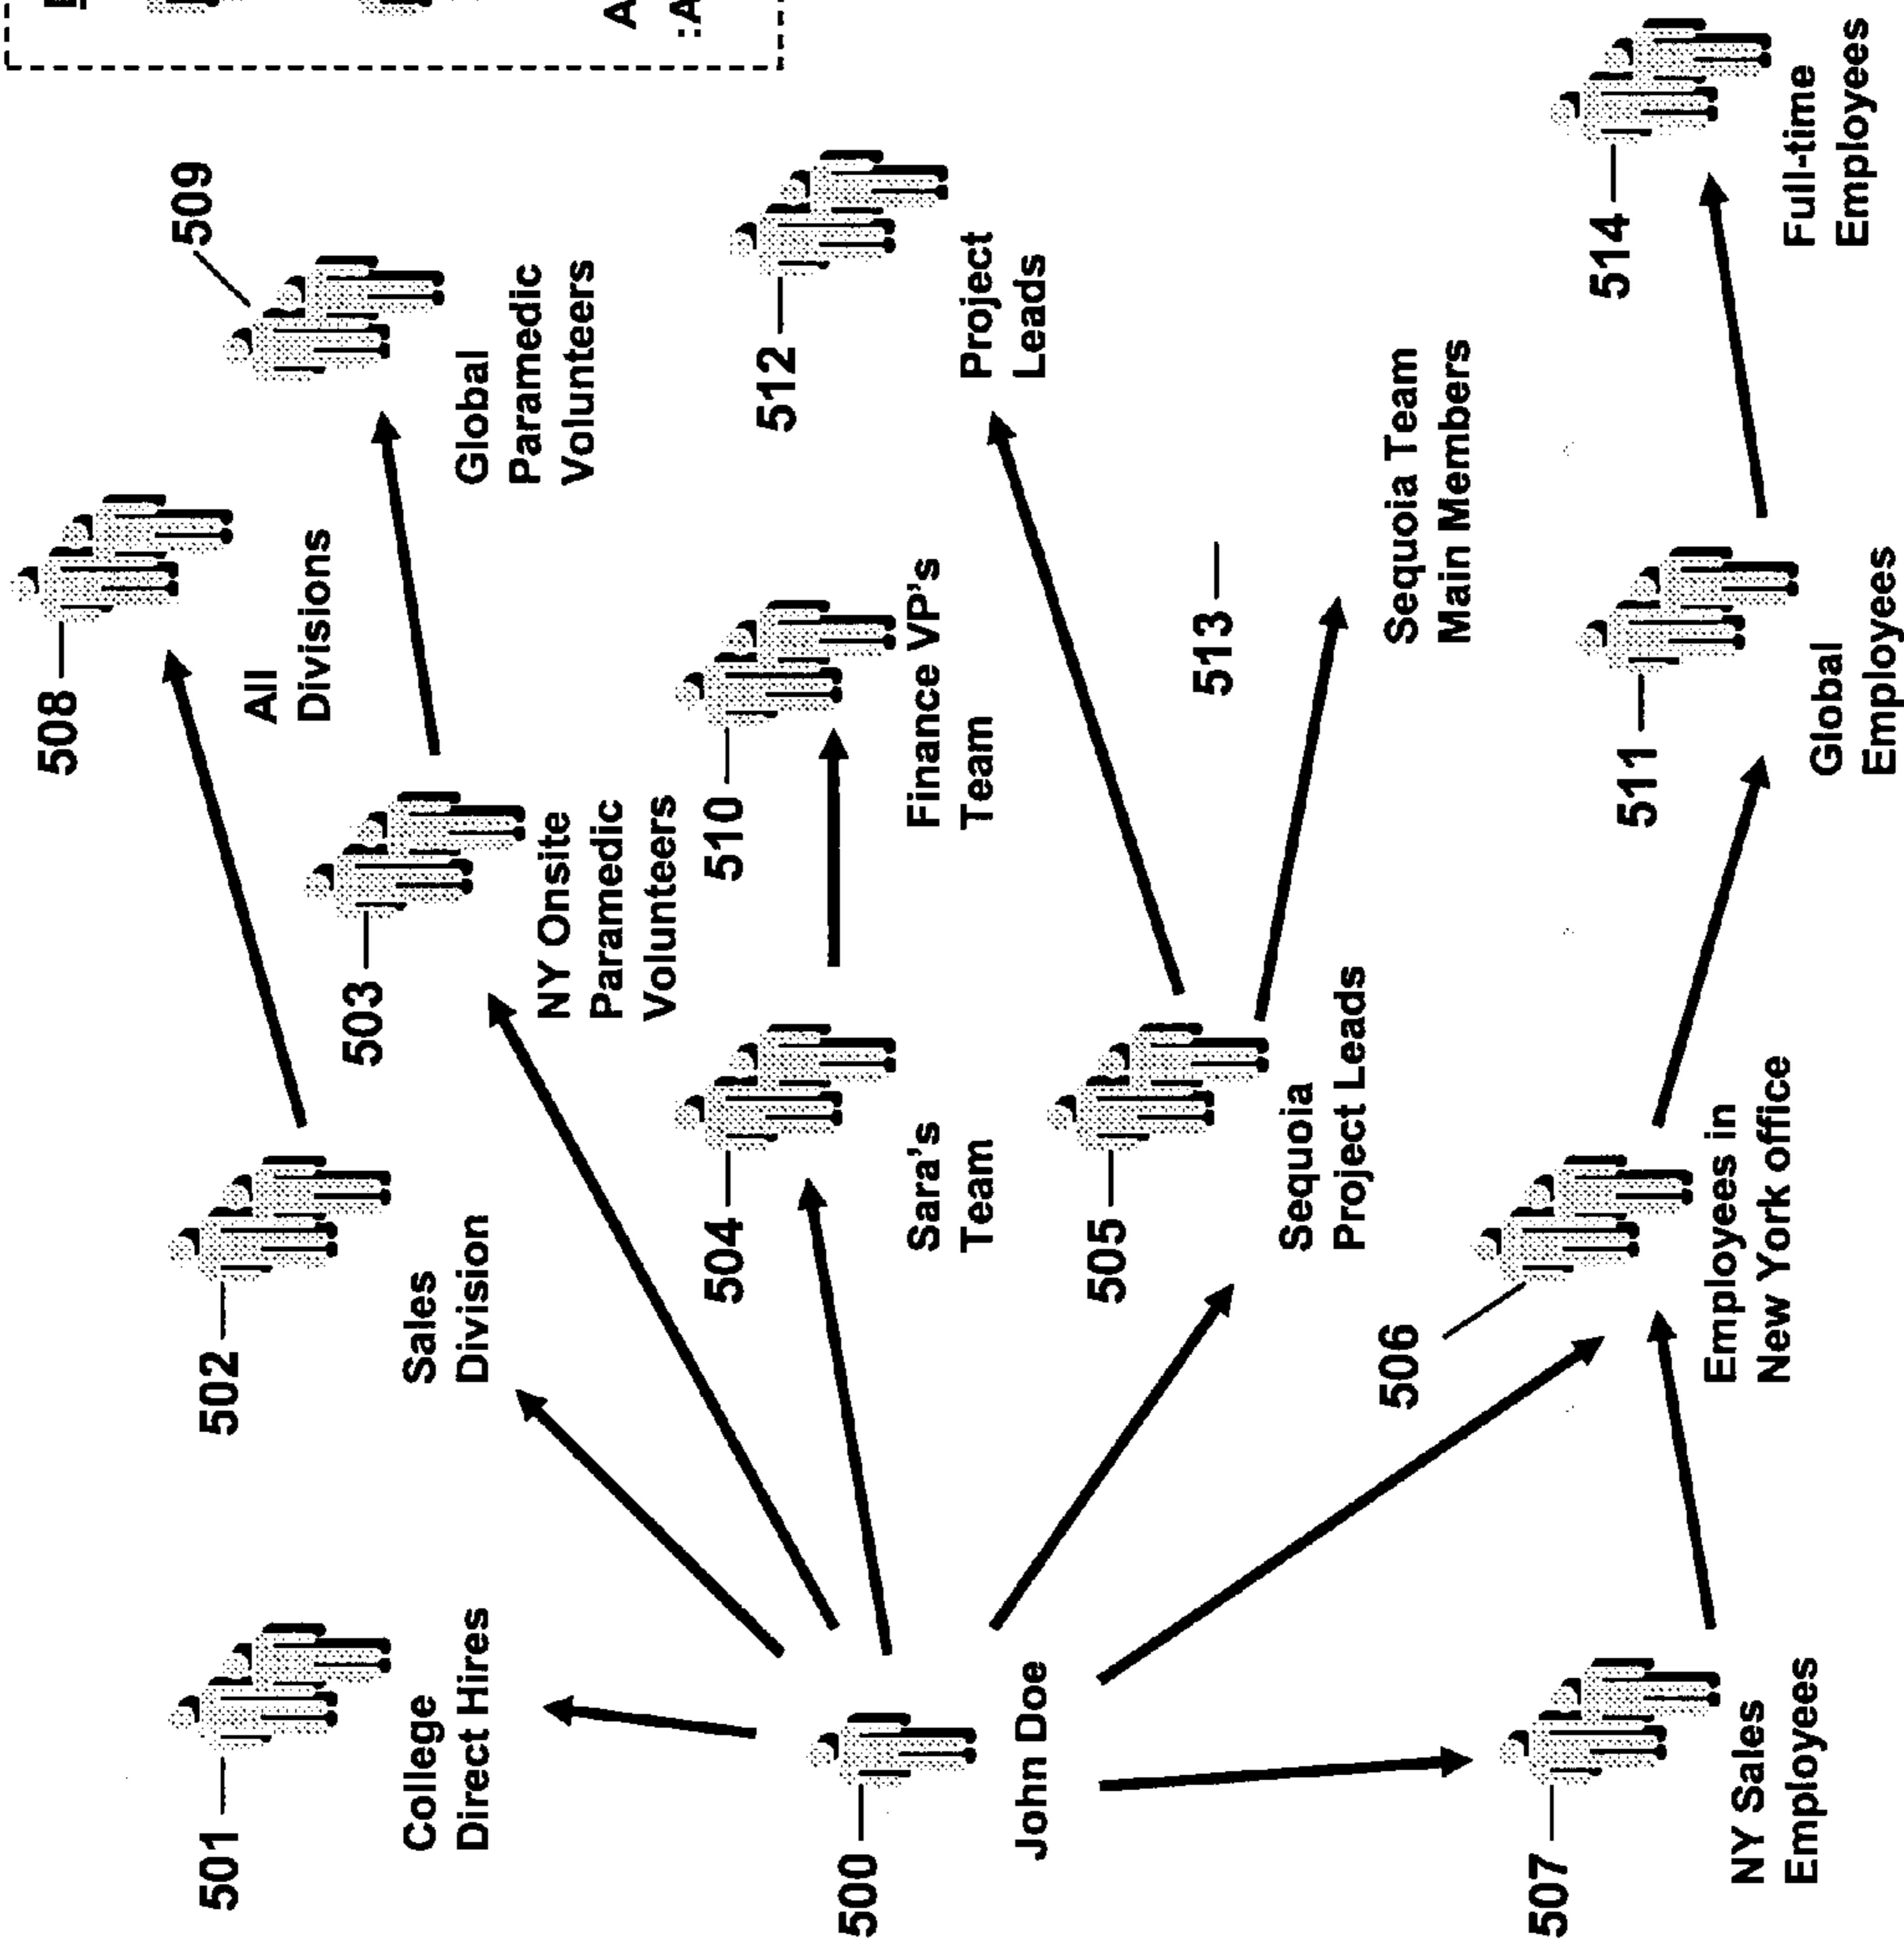 508
509
501
502
All
Divisions
503
College
Direct Hires
Sales
Division
Global
Paramedic
Volunteers
NY Onsite
Paramedic
Volunteers
504
510
512
500
Sara's
Team
Finance VP's
Team
Project
Leads
John Doe
505
513
Sequoia
Project Leads
Sequoia Team
Main Members
506
507
514
511
Employees in
New York office
NY Sales
Employees
Full-time
Employees
Global
Employees